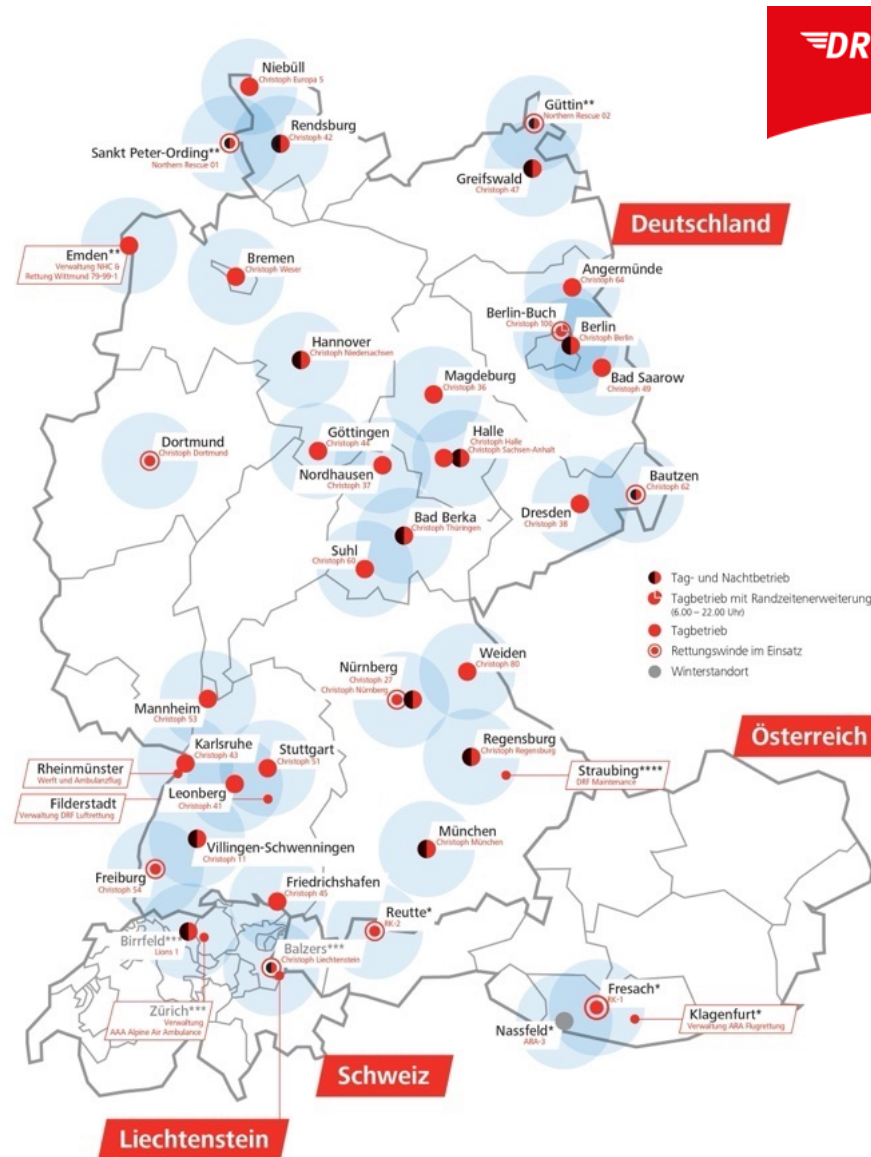 DR
Niebüll
Christoph Europa 5
Güttin**
Northern Rescue 02
Rendsburg
Christoph 42
Sankt Peter-Ording**
Northern Rescue 01
Greifswald
Christoph 47
Deutschland
Emden**
Verwaltung NHC &
Rettung Wittmund 79-99-1
Bremen
Christoph Weser
Angermünde
Christoph 64
Berlin-Buch
Christoph 100
Berlin
Christoph Berlin
Hannover
Christoph Niedersachsen
Bad Saarow
Christoph 49
Magdeburg
Christoph 36
Göttingen
Christoph 44
Halle
Christoph Halle
Christoph Sachsen-Anhalt
Dortmund
Christoph Dortmund
Nordhausen
Christoph 37
Bautzen
Christoph 62
Dresden
Christoph 38
Bad Berka
Christoph Thüringen
Suhl
Christoph 60
Tag- und Nachtbetrieb
Tagbetrieb mit Randzeitenerweiterung
(6.00 – 22.00 Uhr)
Tagbetrieb
Rettungswinde im Einsatz
Winterstandort
Weiden
Christoph 80
Nürnberg
Christoph 27
Christoph Nürnberg
Mannheim
Christoph 53
Regensburg
Christoph Regensburg
Österreich
Karlsruhe
Christoph 43
Stuttgart
Christoph 51
Rheinmünster
Werft und Ambulanzflug
Straubing****
DRF Maintenance
Leonberg
Christoph 41
Filderstadt
Verwaltung DRF Luftrettung
München
Christoph München
Villingen-Schwenningen
Christoph 11
Freiburg
Christoph 54
Friedrichshafen
Christoph 45
Reutte*
RK-2
Birrfeld***
Lions 1
Balzers***
Christoph Liechtenstein
Fresach*
RK-1
Zürich***
Verwaltung
AAA Alpine Air Ambulance
Klagenfurt*
Verwaltung ARA Flugrettung
Nassfeld*
ARA-3
Schweiz
Liechtenstein